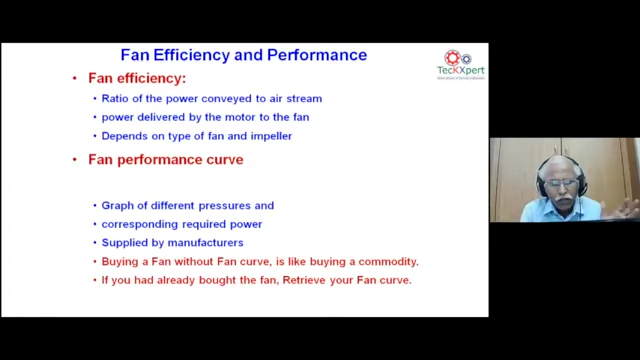 Fan Efficiency and Performance
TecKXpert
• Fan efficiency:
• Ratio of the power conveyed to air stream
• power delivered by the motor to the fan
• Depends on type of fan and impeller
• Fan performance curve
• Graph of different pressures and
• corresponding required power
• Supplied by manufacturers
• Buying a Fan without Fan curve, is like buying a commodity.
• If you had already bought the fan, Retrieve your Fan curve.